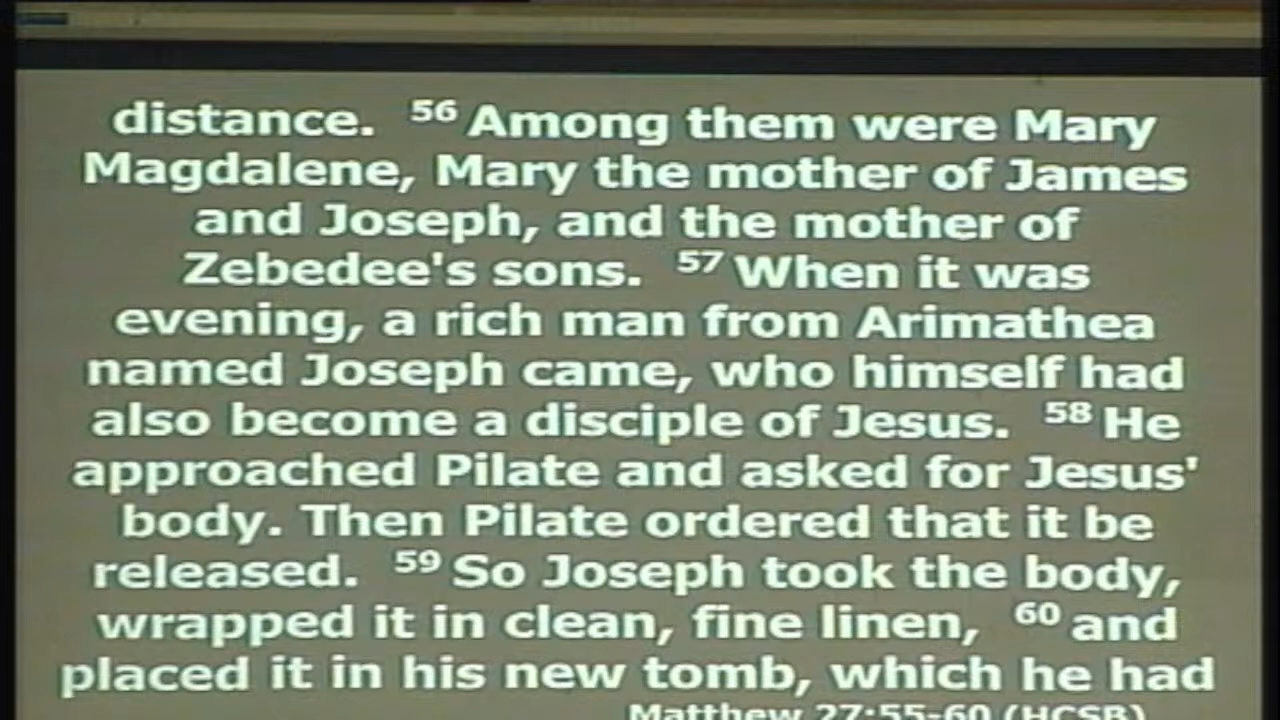 distance. 56 Among them were Mary
Magdalene, Mary the mother of James
and Joseph, and the mother of
Zebedee's sons. 57 When it was
evening, a rich man from Arimathea
named Joseph came, who himself had
also become a disciple of Jesus. 58 He
approached Pilate and asked for Jesus'
body. Then Pilate ordered that it be
released. 59 So Joseph took the body,
wrapped it in clean, fine linen, 60 and
placed it in his new tomb, which he had
Matthew 27:55-60 (HCSB)